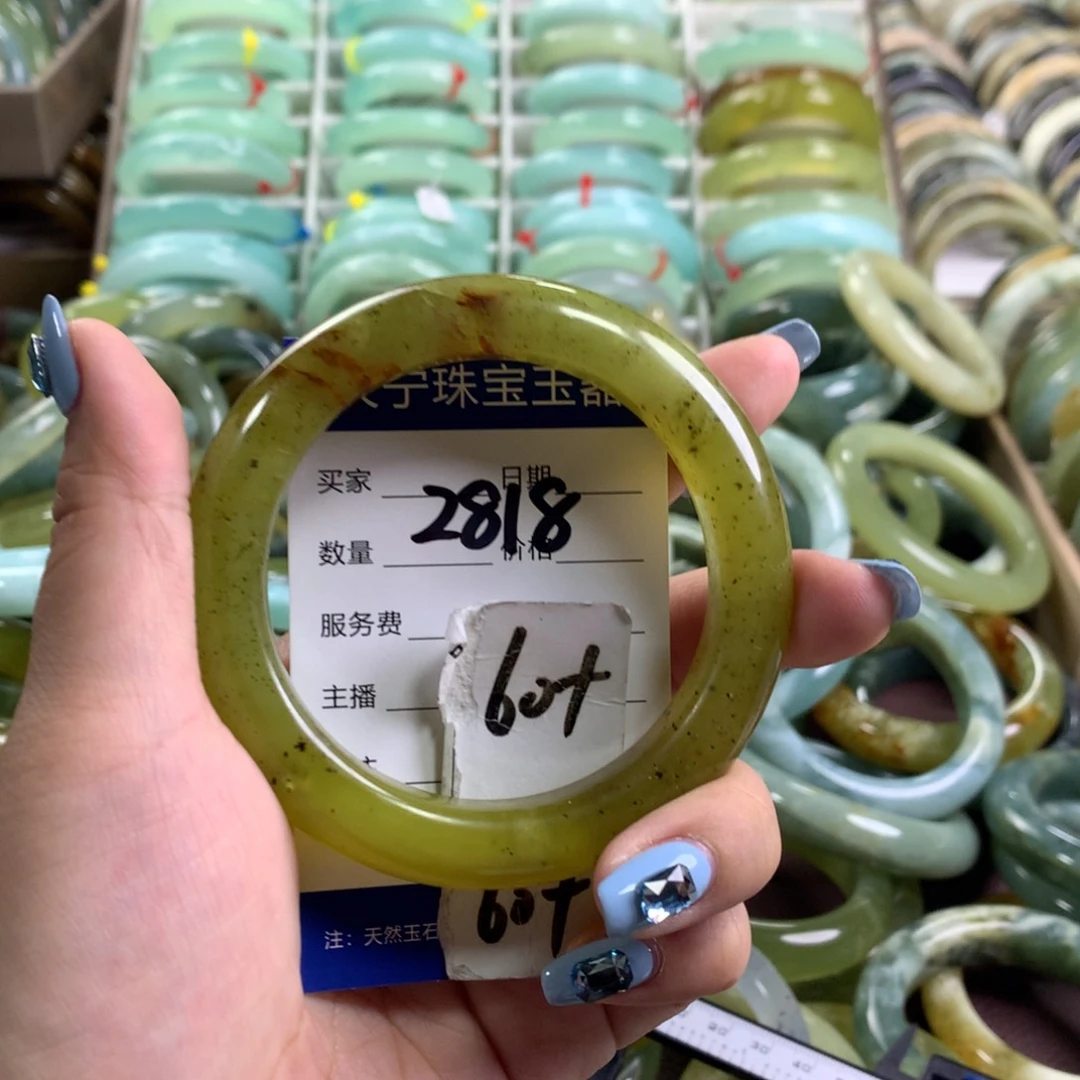 宁珠宝玉器
买家 日期
2818
数量 价格
服务费
60+
主播
60+
注：天然玉石